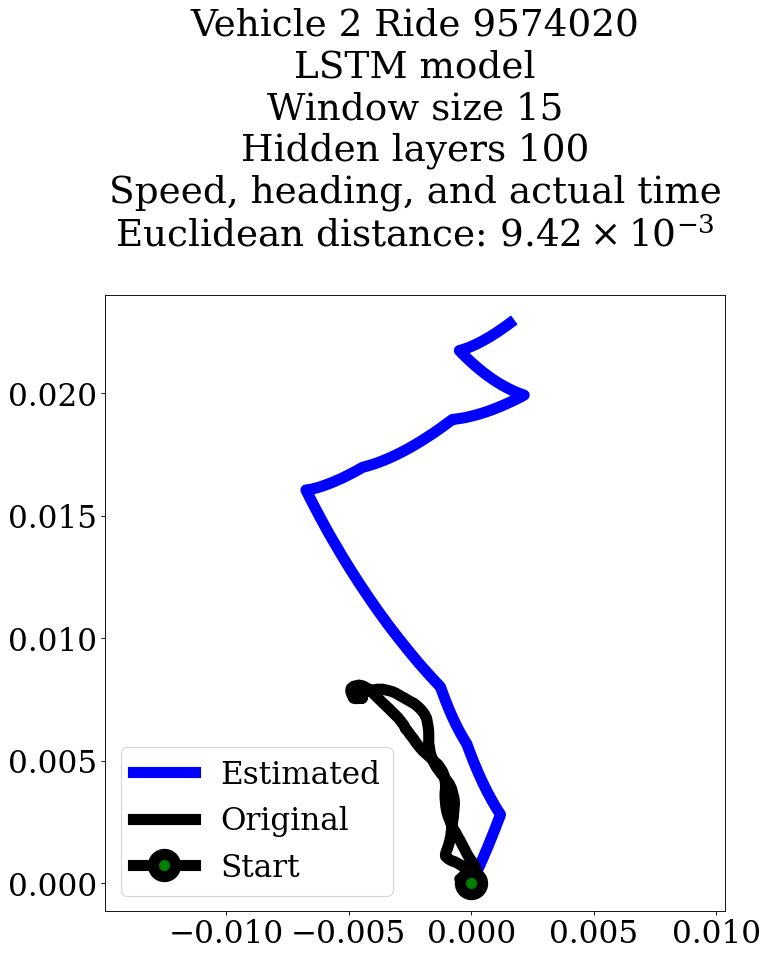 Vehicle 2 Ride 9574020
LSTM model
Window size 15
Hidden layers 100
Speed, heading, and actual time
Euclidean distance: 9.42 × 10⁻³
0.020
0.015
0.010
0.005
0.000
Estimated
Original
Start
−0.010 −0.005 0.000 0.005 0.010